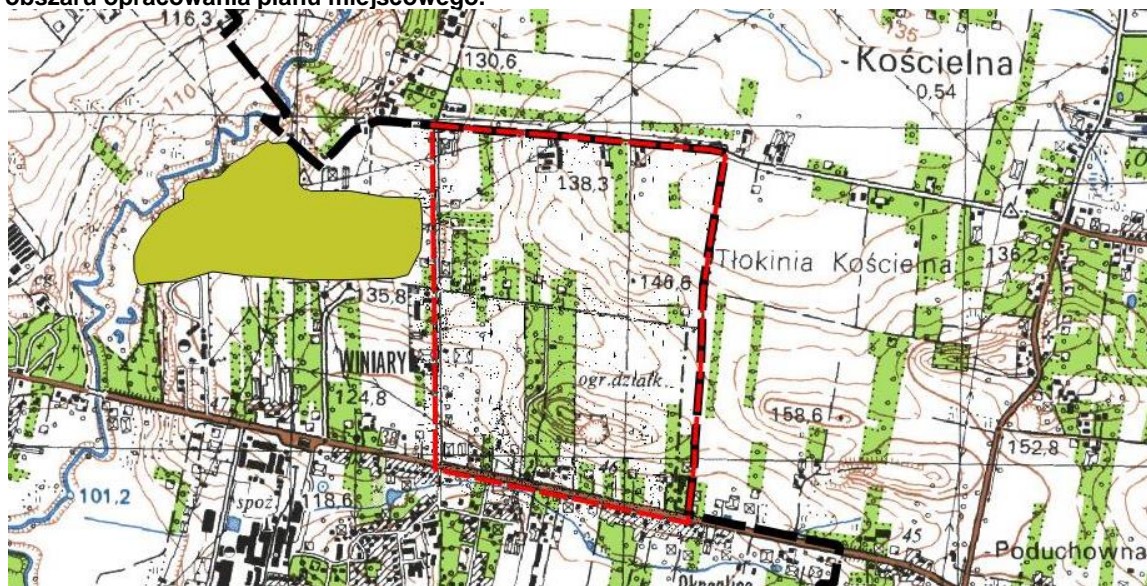 obszaru opracowania planu miejscowego.
116,3
130,6
135
Kościelna
0,54
110
138,3
Tłokinia Kościelna
136,2
146,6
135,8
WINIARY
ogr.działk.
124,8
158,6
152,8
47
46
101,2
spoż.
118,6
45
Poduchowna